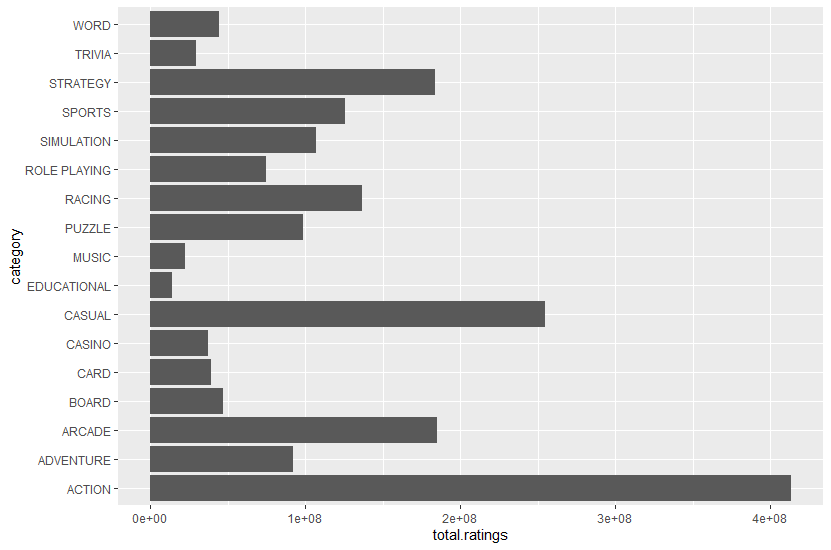 WORD
TRIVIA
STRATEGY
SPORTS
SIMULATION
ROLE PLAYING
RACING
PUZZLE
MUSIC
EDUCATIONAL
CASUAL
CASINO
CARD
BOARD
ARCADE
ADVENTURE
ACTION
category
0e+00 1e+08 2e+08 3e+08 4e+08
total.ratings